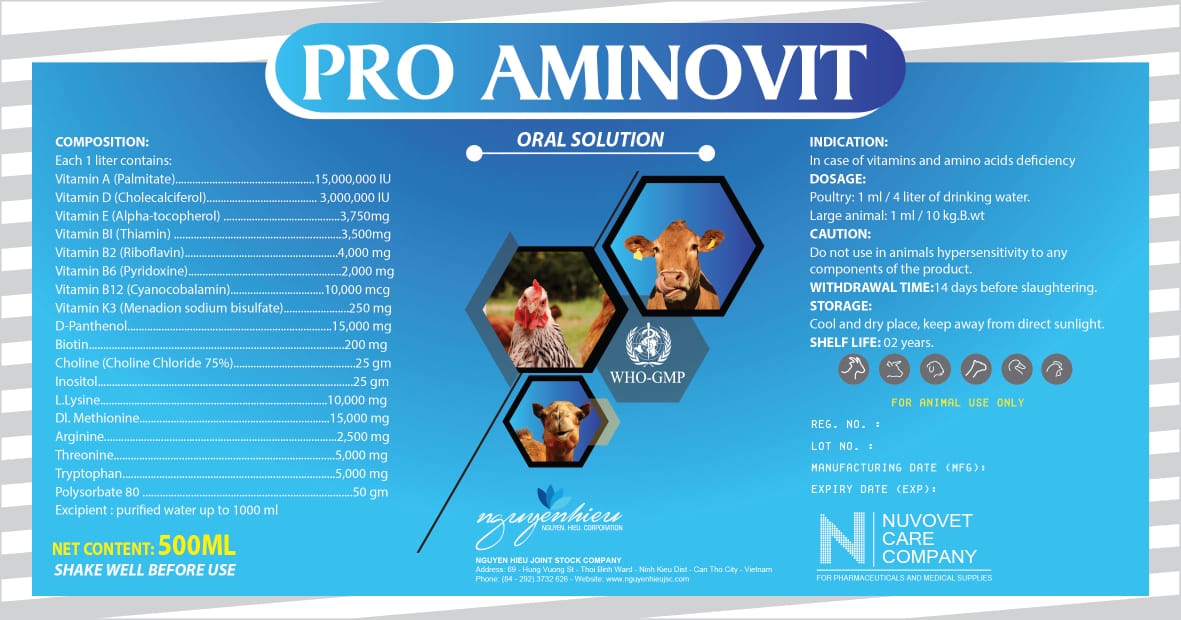 PRO AMINOVIT
ORAL SOLUTION
COMPOSITION:
Each 1 liter contains:
Vitamin A (Palmitate)...............................................15,000,000 IU
Vitamin D (Cholecalciferol)..................................... 3,000,000 IU
Vitamin E (Alpha-tocopherol) .......................................3,750mg
Vitamin BI (Thiamin) .......................................................3,500mg
Vitamin B2 (Riboflavin)...................................................4,000 mg
Vitamin B6 (Pyridoxine)...................................................2,000 mg
Vitamin B12 (Cyanocobalamin)...............................10,000 mcg
Vitamin K3 (Menadion sodium bisulfate)......................250 mg
D-Panthenol....................................................................15,000 mg
Biotin.....................................................................................200 mg
Choline (Choline Chloride 75%).........................................25 gm
Inositol.....................................................................................25 gm
L.Lysine............................................................................10,000 mg
Dl. Methionine................................................................15,000 mg
Arginine.............................................................................2,500 mg
Threonine..........................................................................5,000 mg
Tryptophan.......................................................................5,000 mg
Polysorbate 80 ......................................................................50 gm
Excipient : purified water up to 1000 ml
NET CONTENT: 500ML
SHAKE WELL BEFORE USE
WHO-GMP
nguyenhieu
NGUYEN. HIEU. CORPORATION
NGUYEN HIEU JOINT STOCK COMPANY
Address: 69 - Hung Vuong St - Thoi Binh Ward - Ninh Kieu Dist - Can Tho City - Vietnam
Phone: (84 - 292) 3732 626 - Website: www.nguyenhieujsc.com
INDICATION:
In case of vitamins and amino acids deficiency
DOSAGE:
Poultry: 1 ml / 4 liter of drinking water.
Large animal: 1 ml / 10 kg.B.wt
CAUTION:
Do not use in animals hypersensitivity to any
components of the product.
WITHDRAWAL TIME:14 days before slaughtering.
STORAGE:
Cool and dry place, keep away from direct sunlight.
SHELF LIFE: 02 years.
FOR ANIMAL USE ONLY
REG. NO. :
LOT NO. :
MANUFACTURING DATE (MFG):
EXPIRY DATE (EXP):
N
NUVOVET
CARE
COMPANY
FOR PHARMACEUTICALS AND MEDICAL SUPPLIES